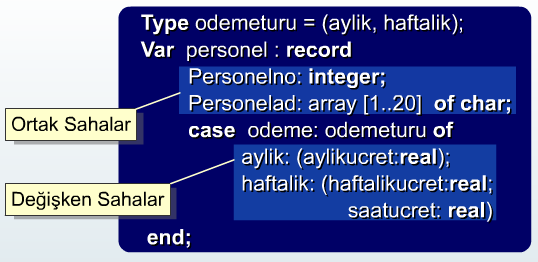 Type odemeturu = (aylik, haftalik);
Var personel : record
Personelno: integer;
Personelad: array [1..20] of char;
Ortak Sahalar
case odeme: odemeturu of
aylik: (aylikucret:real);
haftalik: (haftalikucret:real;
Değişken Sahalar
saatucret: real)
end;